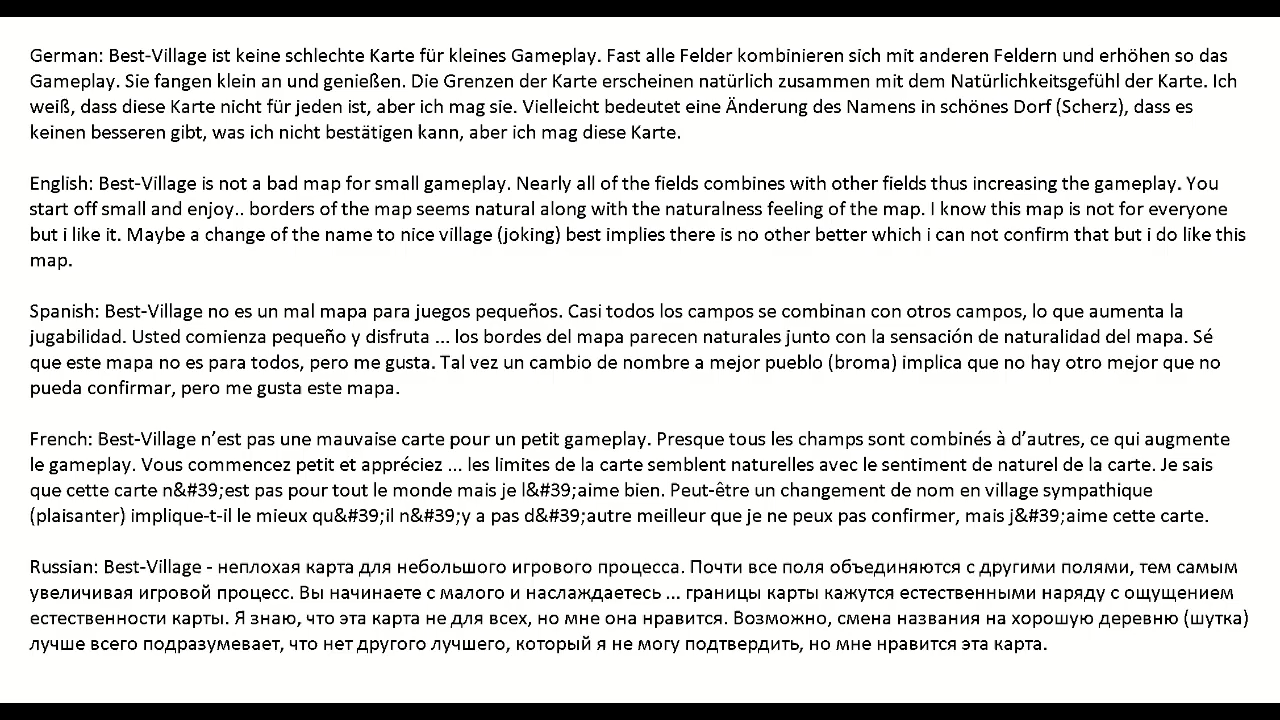 German: Best-Village ist keine schlechte Karte für kleines Gameplay. Fast alle Felder kombinieren sich mit anderen Feldern und erhöhen so das
Gameplay. Sie fangen klein an und genießen. Die Grenzen der Karte erscheinen natürlich zusammen mit dem Natürlichkeitsgefühl der Karte. Ich
weiß, dass diese Karte nicht für jeden ist, aber ich mag sie. Vielleicht bedeutet eine Änderung des Namens in schönes Dorf (Scherz), dass es
keinen besseren gibt, was ich nicht bestätigen kann, aber ich mag diese Karte.
English: Best-Village is not a bad map for small gameplay. Nearly all of the fields combines with other fields thus increasing the gameplay. You
start off small and enjoy.. borders of the map seems natural along with the naturalness feeling of the map. I know this map is not for everyone
but i like it. Maybe a change of the name to nice village (joking) best implies there is no other better which i can not confirm that but i do like this
map.
Spanish: Best-Village no es un mal mapa para juegos pequeños. Casi todos los campos se combinan con otros campos, lo que aumenta la
jugabilidad. Usted comienza pequeño y disfruta ... los bordes del mapa parecen naturales junto con la sensación de naturalidad del mapa. Sé
que este mapa no es para todos, pero me gusta. Tal vez un cambio de nombre a mejor pueblo (broma) implica que no hay otro mejor que no
pueda confirmar, pero me gusta este mapa.
French: Best-Village n’est pas une mauvaise carte pour un petit gameplay. Presque tous les champs sont combinés à d’autres, ce qui augmente
le gameplay. Vous commencez petit et appréciez ... les limites de la carte semblent naturelles avec le sentiment de naturel de la carte. Je sais
que cette carte n&#39;est pas pour tout le monde mais je l&#39;aime bien. Peut-être un changement de nom en village sympathique
(plaisanter) implique-t-il le mieux qu&#39;il n&#39;y a pas d&#39;autre meilleur que je ne peux pas confirmer, mais j&#39;aime cette carte.
Russian: Best-Village - неплохая карта для небольшого игрового процесса. Почти все поля объединяются с другими полями, тем самым
увеличивая игровой процесс. Вы начинаете с малого и наслаждаетесь ... границы карты кажутся естественными наряду с ощущением
естественности карты. Я знаю, что эта карта не для всех, но мне она нравится. Возможно, смена названия на хорошую деревню (шутка)
лучше всего подразумевает, что нет другого лучшего, который я не могу подтвердить, но мне нравится эта карта.